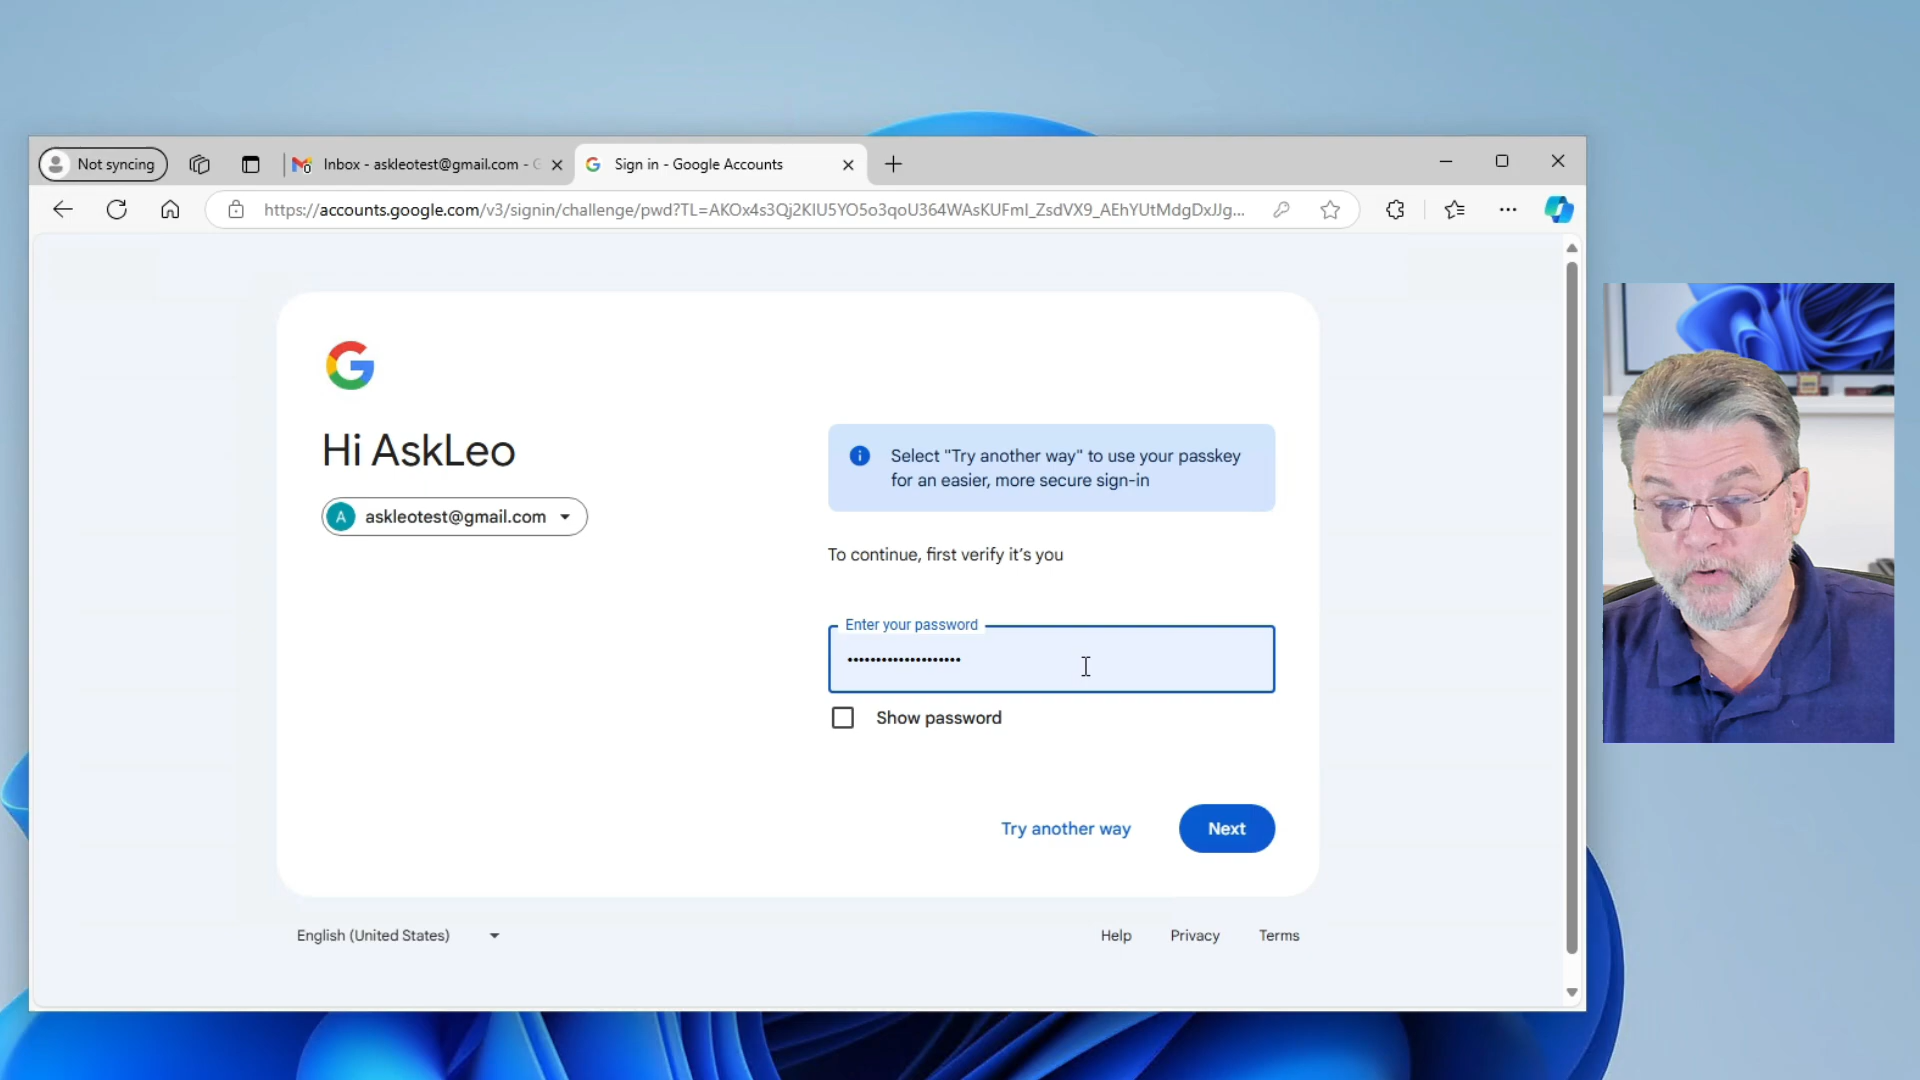 Not syncing
Inbox - askleotest@gmail.com - G
Sign in - Google Accounts
https://accounts.google.com/v3/signin/challenge/pwd?TL=AKOx4s3Qj2KIU5YO5o3qoU364WAsKUFmI_ZsdVX9_AEhYUtMdgDxJJg...
Hi AskLeo
A askleotest@gmail.com
Select "Try another way" to use your passkey
for an easier, more secure sign-in
To continue, first verify it’s you
Enter your password
••••••••••••••••••••
Show password
Try another way
Next
English (United States)
Help
Privacy
Terms